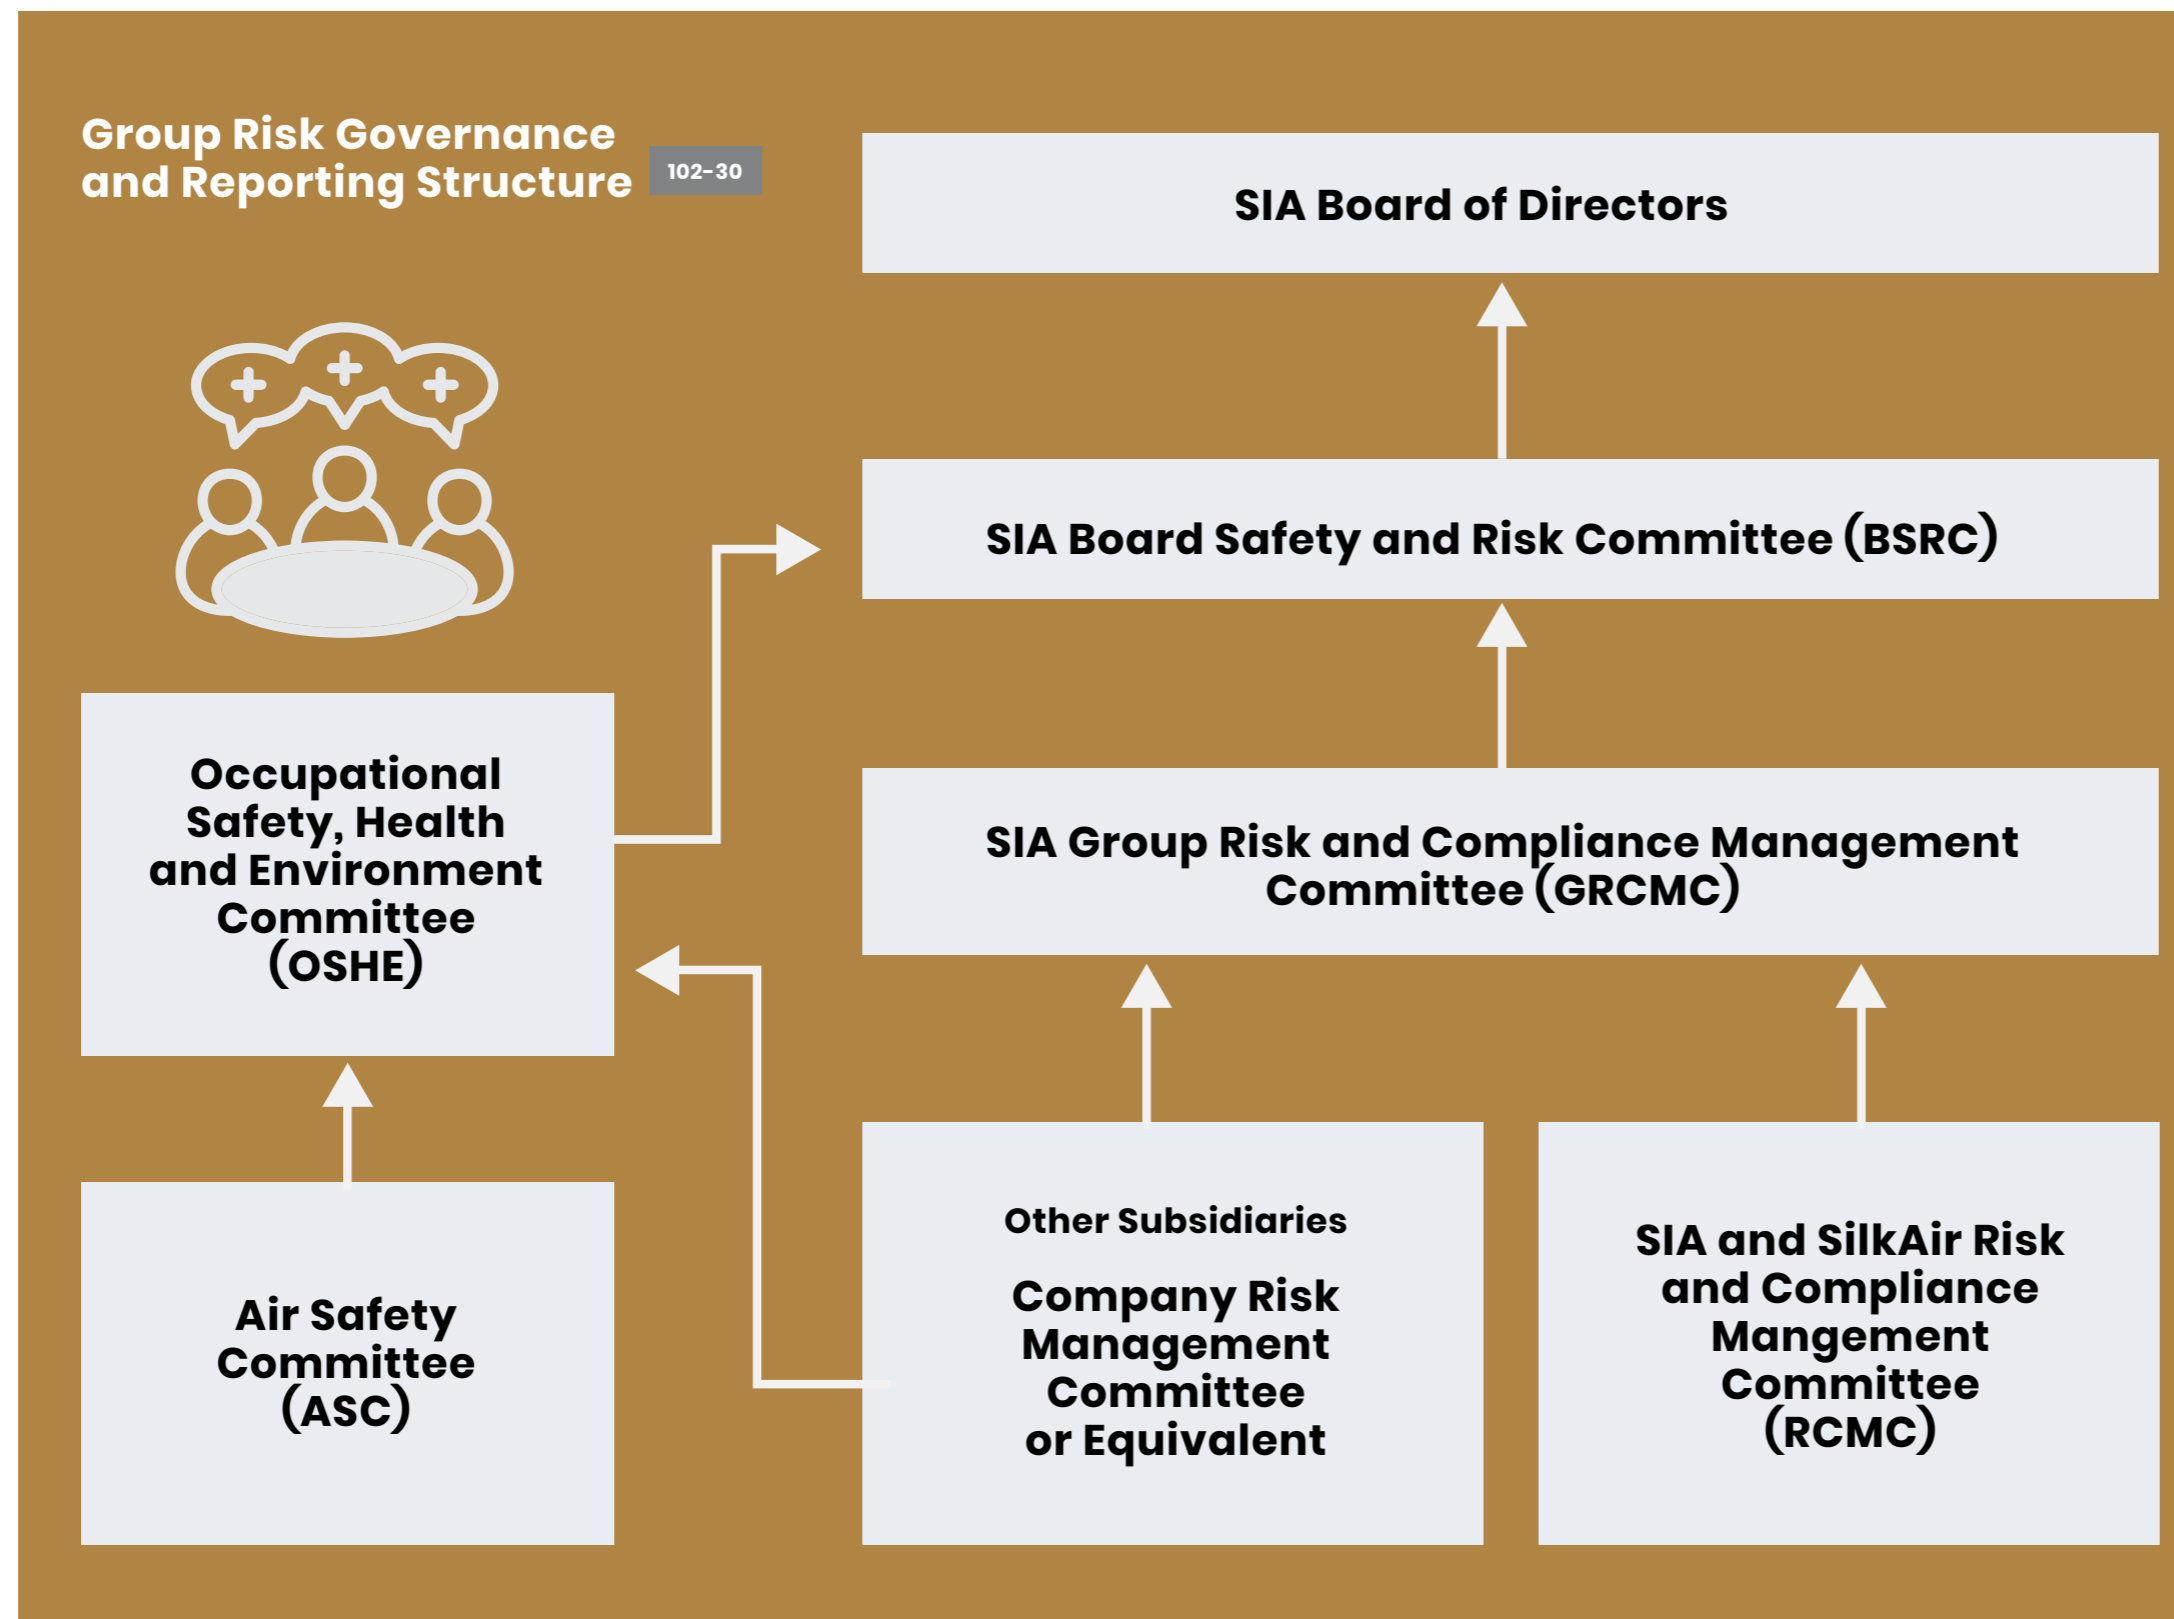 Group Risk Governance
and Reporting Structure
102-30
SIA Board of Directors
SIA Board Safety and Risk Committee (BSRC)
Occupational
Safety, Health
and Environment
Committee
(OSHE)
SIA Group Risk and Compliance Management
Committee (GRCMC)
Air Safety
Committee
(ASC)
Other Subsidiaries
Company Risk
Management
Committee
or Equivalent
SIA and SilkAir Risk
and Compliance
Mangement
Committee
(RCMC)